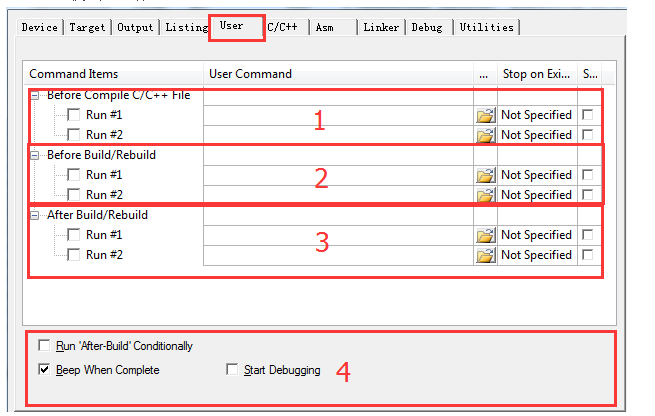 Device Target Output Listing User C/C++ Asm Linker Debug Utilities
Command Items User Command ... Stop on Exi... S...
Before Compile C/C++ File
Run #1 Not Specified
1
Run #2 Not Specified
Before Build/Rebuild
Run #1 Not Specified
2
Run #2 Not Specified
After Build/Rebuild
Run #1 Not Specified
3
Run #2 Not Specified
Run 'After-Build' Conditionally
Beep When Complete Start Debugging 4